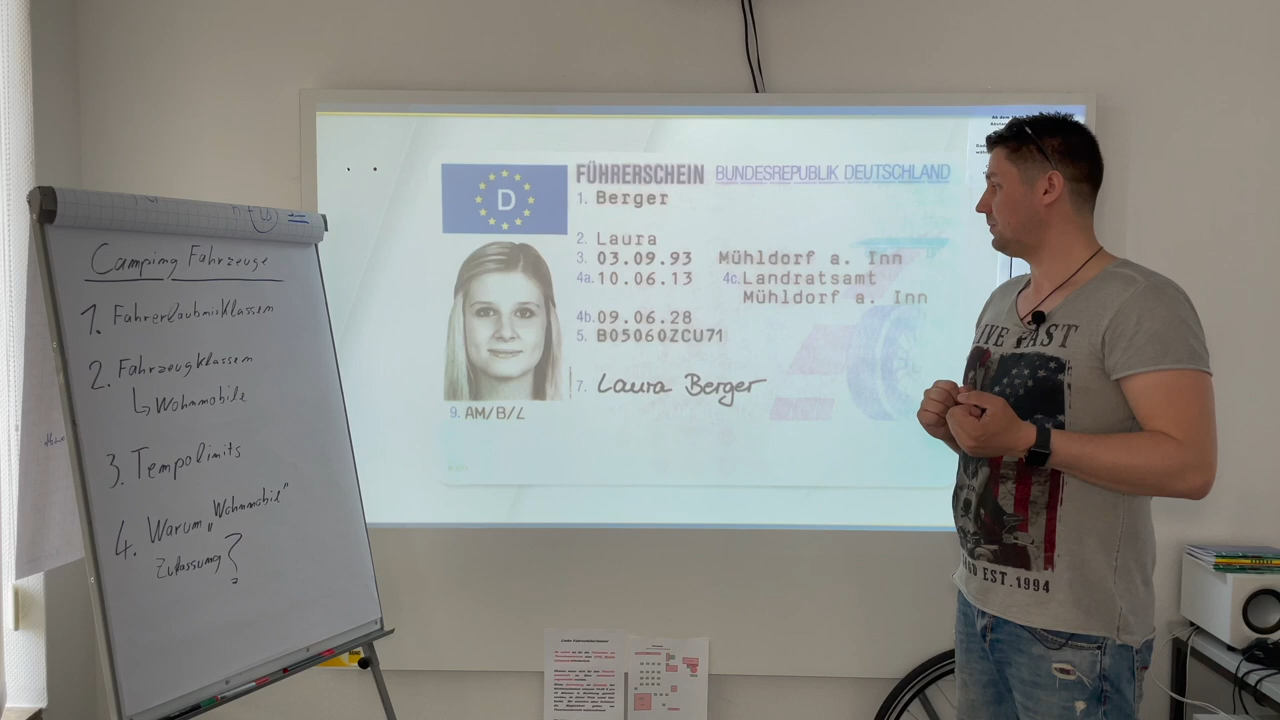 Camping Fahrzeuge
1. Fahrerlaubnisklassen
2. Fahrzeugklassen
↳ Wohnmobile
3. Tempolimits
4. Warum „Wohnmobil"
Zulassung?
D
FÜHRERSCHEIN BUNDESREPUBLIK DEUTSCHLAND
1. Berger
2. Laura
3. 03.09.93 Mühldorf a. Inn
4a. 10.06.13 4c. Landratsamt
Mühldorf a. Inn
4b. 09.06.28
5. B05060ZCU71
7. Laura Berger
9. AM/B/L
EST.1994